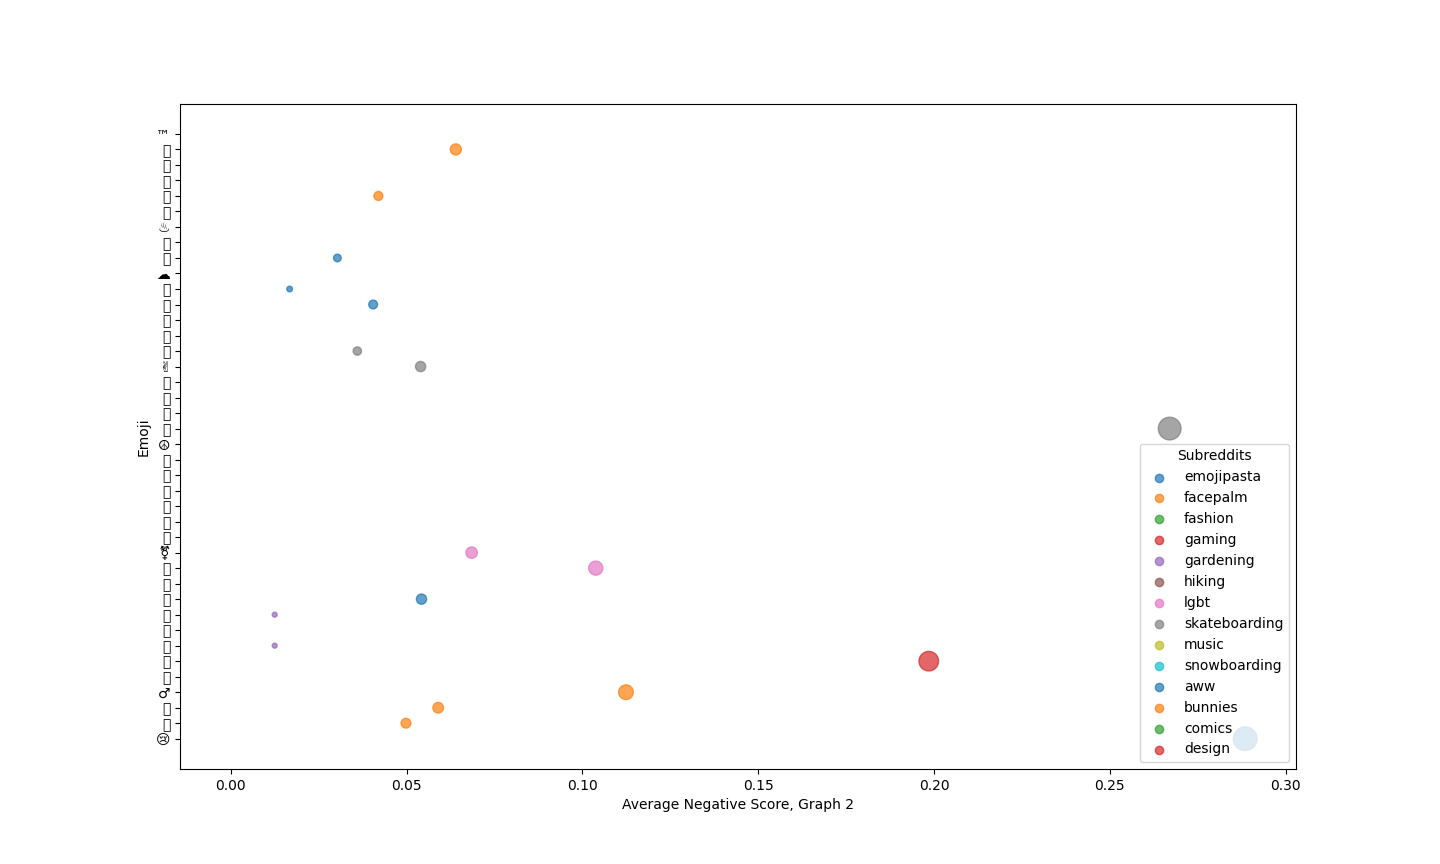 ™
☁
☮
⚧
♂
☹
Emoji
Subreddits
emojipasta
facepalm
fashion
gaming
gardening
hiking
lgbt
skateboarding
music
snowboarding
aww
bunnies
comics
design
0.00 0.05 0.10 0.15 0.20 0.25 0.30
Average Negative Score, Graph 2